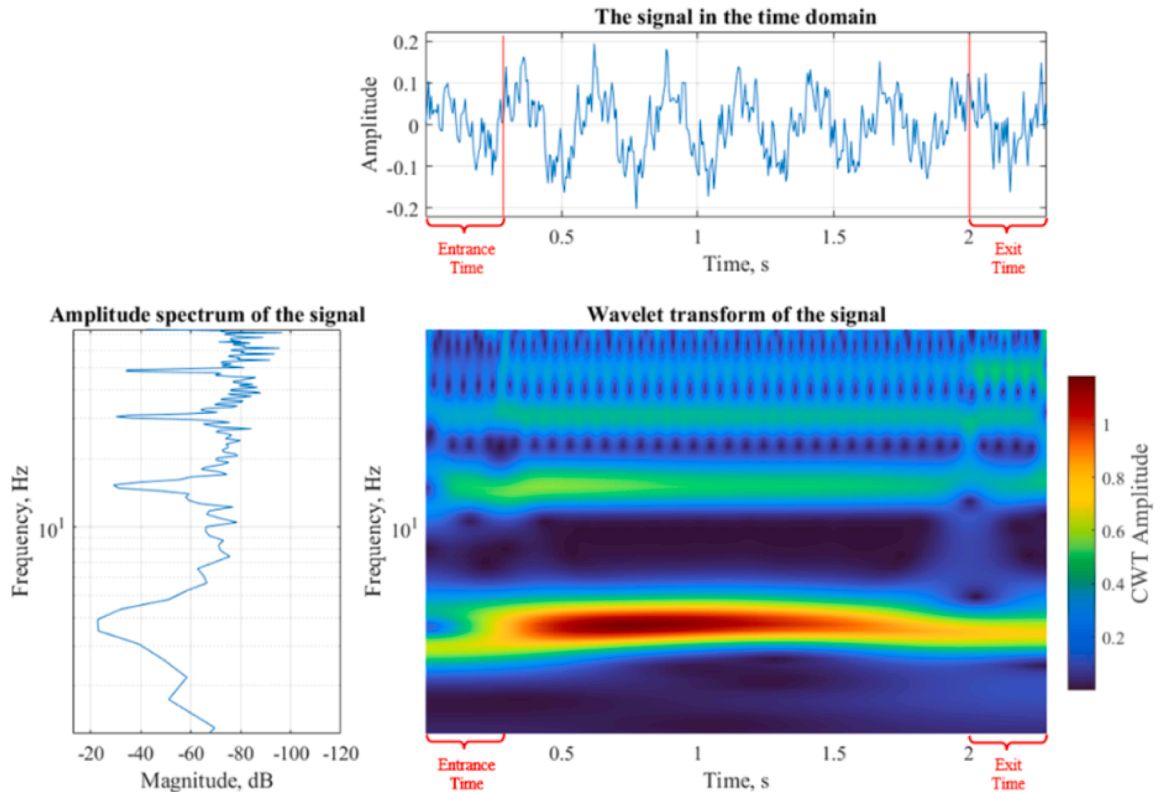 The signal in the time domain
Amplitude
0.2
0.1
0
-0.1
-0.2
0.5
1
1.5
2
Time, s
Entrance
Time
Exit
Time
Amplitude spectrum of the signal
Frequency, Hz
10¹
-20
-40
-60
-80
-100
-120
Magnitude, dB
Wavelet transform of the signal
Frequency, Hz
10¹
0.5
1
1.5
2
Time, s
Entrance
Time
Exit
Time
1
0.8
0.6
0.4
0.2
CWT Amplitude